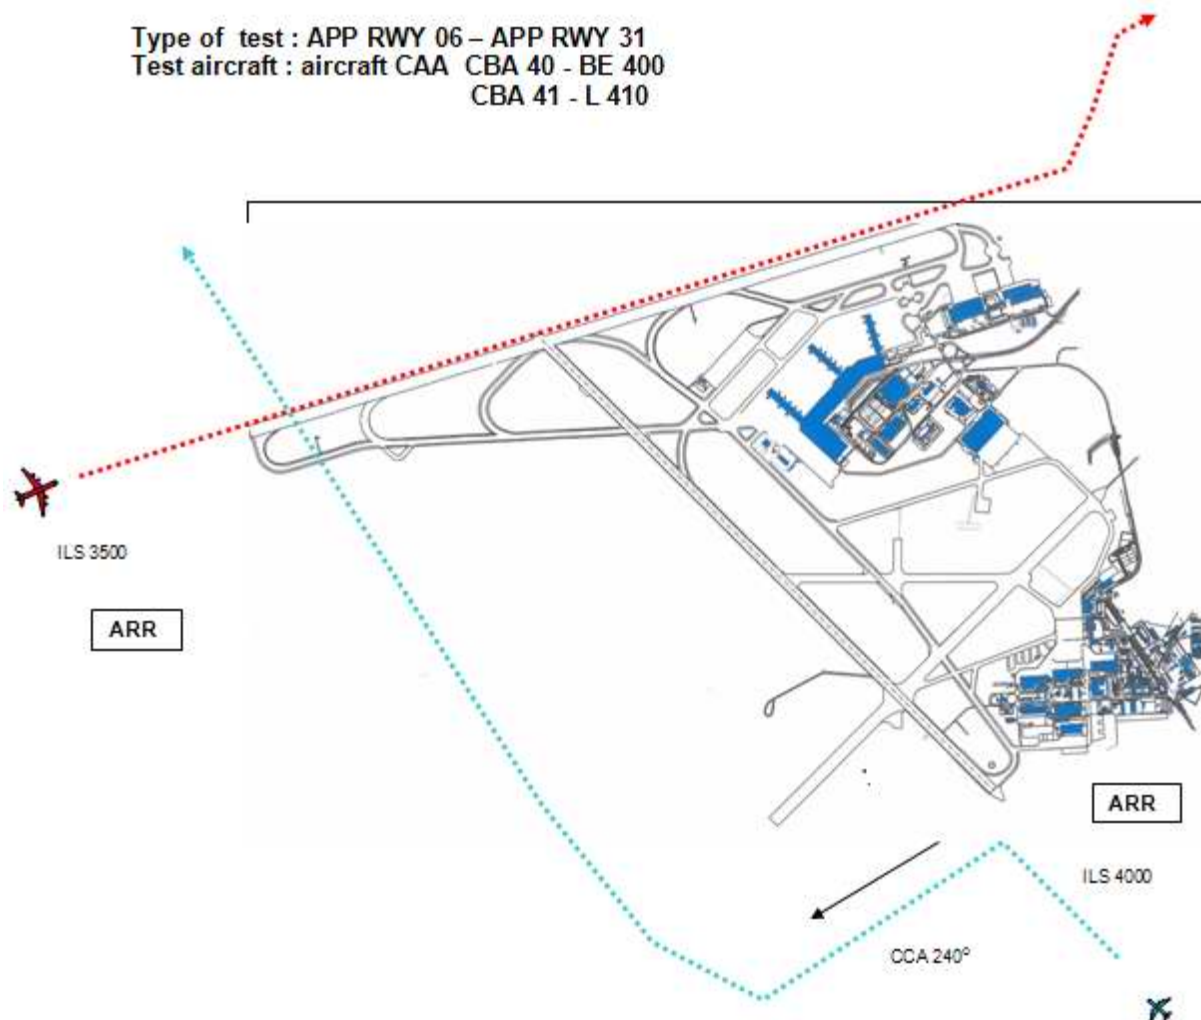 Type of test : APP RWY 06 – APP RWY 31
Test aircraft : aircraft CAA CBA 40 - BE 400
CBA 41 - L 410
ILS 3500
ARR
ARR
ILS 4000
CCA 240º